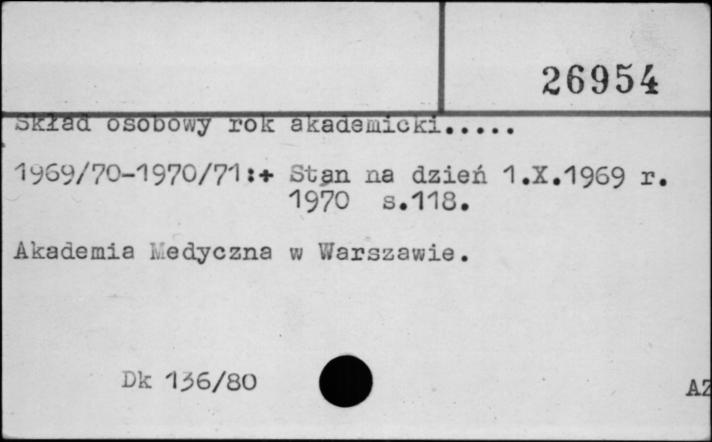 26954
Skład osobowy rok akademicki.....
1969/70-1970/71:+ Stan na dzień 1.X.1969 r.
1970 s.118.
Akademia Medyczna w Warszawie.
Dk 136/80
AZ